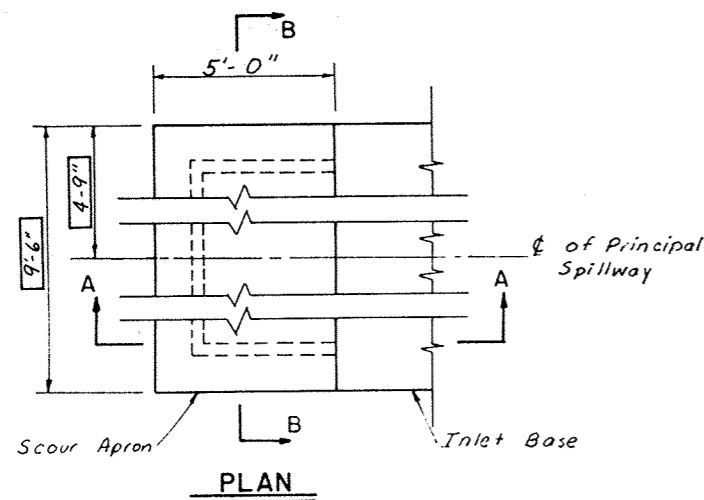 B
5'-0"
4-9"
9'-6"
℄ of Principal
Spillway
A
A
B
Scour Apron
Inlet Base
PLAN